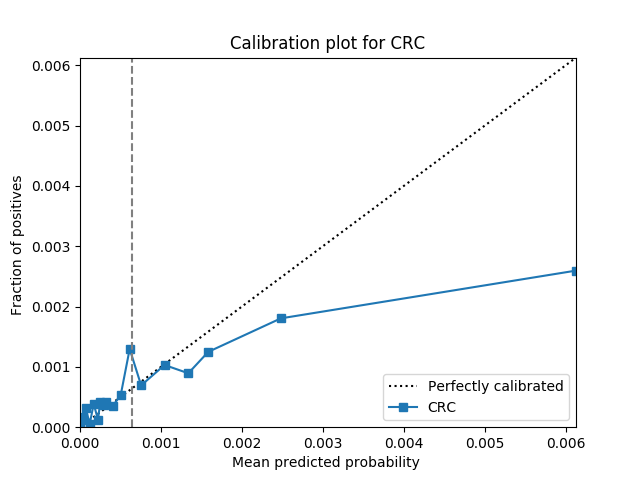 Calibration plot for CRC
0.006
0.005
0.004
0.003
0.002
0.001
0.000
Fraction of positives
Perfectly calibrated
CRC
0.000 0.001 0.002 0.003 0.004 0.005 0.006
Mean predicted probability